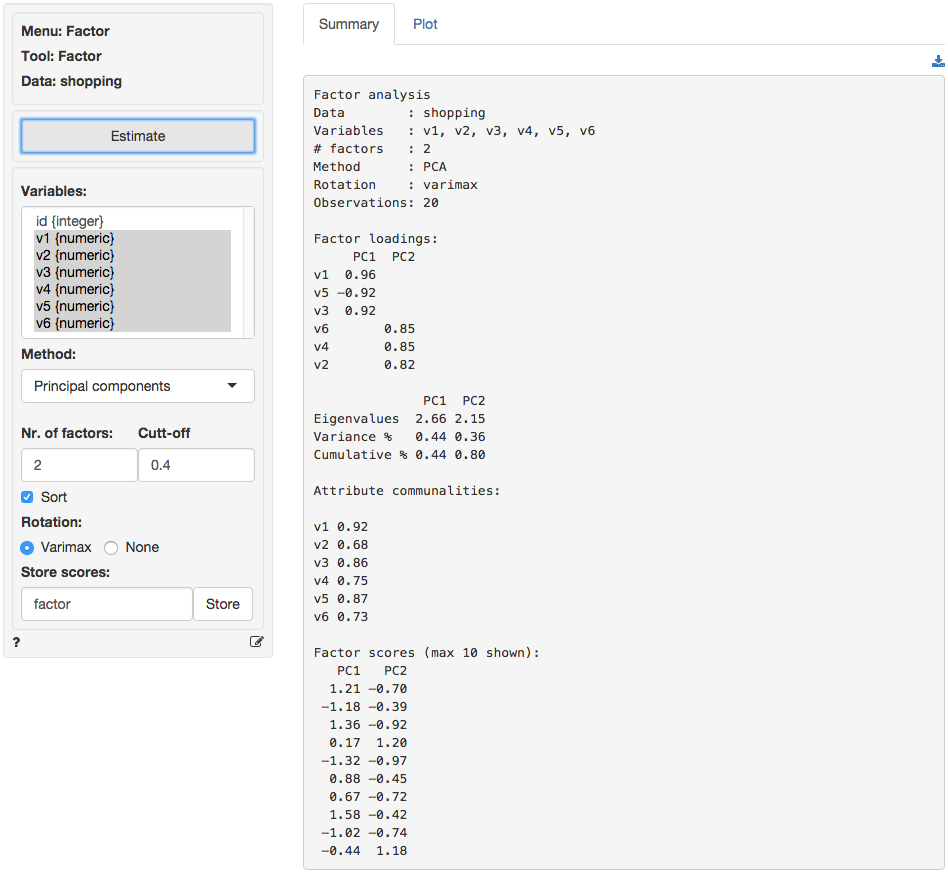 Menu: Factor
Tool: Factor
Data: shopping
Estimate
Variables:
id {integer}
v1 {numeric}
v2 {numeric}
v3 {numeric}
v4 {numeric}
v5 {numeric}
v6 {numeric}
Method:
Principal components
Nr. of factors: Cutt-off
2 0.4
Sort
Rotation:
Varimax None
Store scores:
factor Store
?
Summary Plot
Factor analysis
Data        : shopping
Variables   : v1, v2, v3, v4, v5, v6
# factors   : 2
Method      : PCA
Rotation    : varimax
Observations: 20
Factor loadings:
     PC1  PC2
v1  0.96
v5 −0.92
v3  0.92
v6       0.85
v4       0.85
v2       0.82
              PC1  PC2
Eigenvalues  2.66 2.15
Variance %   0.44 0.36
Cumulative % 0.44 0.80
Attribute communalities:
v1 0.92
v2 0.68
v3 0.86
v4 0.75
v5 0.87
v6 0.73
Factor scores (max 10 shown):
   PC1   PC2
  1.21 −0.70
 −1.18 −0.39
  1.36 −0.92
  0.17  1.20
 −1.32 −0.97
  0.88 −0.45
  0.67 −0.72
  1.58 −0.42
 −1.02 −0.74
 −0.44  1.18